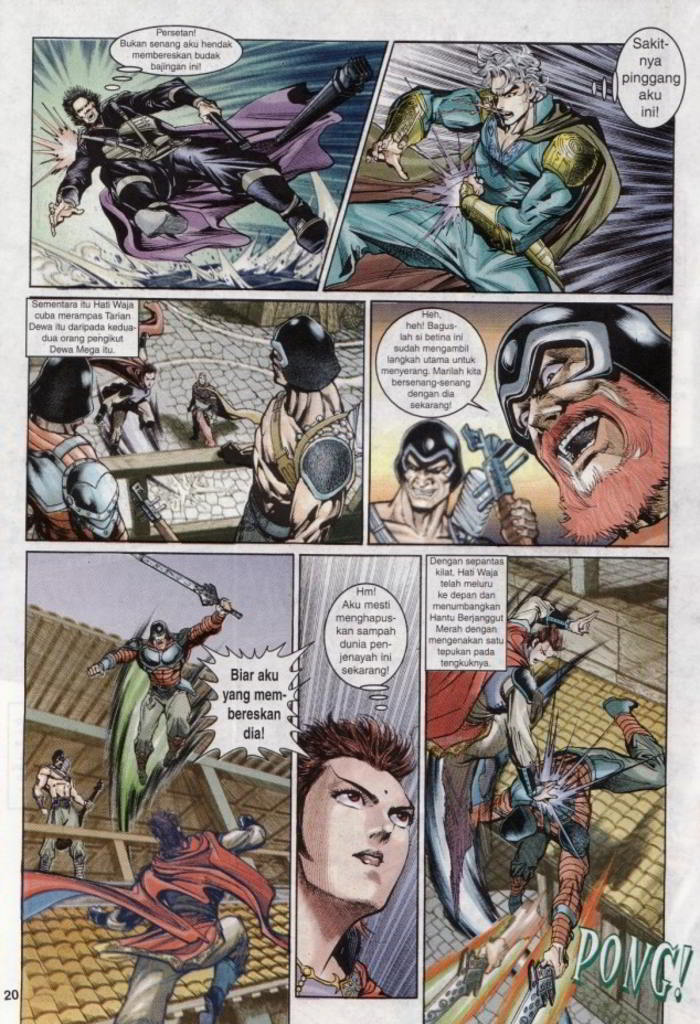 Persetan!
Bukan senang aku hendak
membereskan budak
bajingan ini!
Sakit-
nya
pinggang
aku
ini!
Sementara itu Hati Waja
cuba merampas Tarian
Dewa itu daripada kedua-
dua orang pengikut
Dewa Mega itu.
Heh,
heh! Bagus-
lah si betina ini
sudah mengambil
langkah utama untuk
menyerang. Marilah kita
bersenang-senang
dengan dia
sekarang!
Biar aku
yang mem-
bereskan
dia!
Hm!
Aku mesti
menghapus-
kan sampah
dunia pen-
jenayah ini
sekarang!
Dengan sepantas
kilat, Hati Waja
telah meluru
ke depan dan
menumbangkan
Hantu Berjanggut
Merah dengan
mengenakan satu
tepukan pada
tengkuknya.
PONG!
20